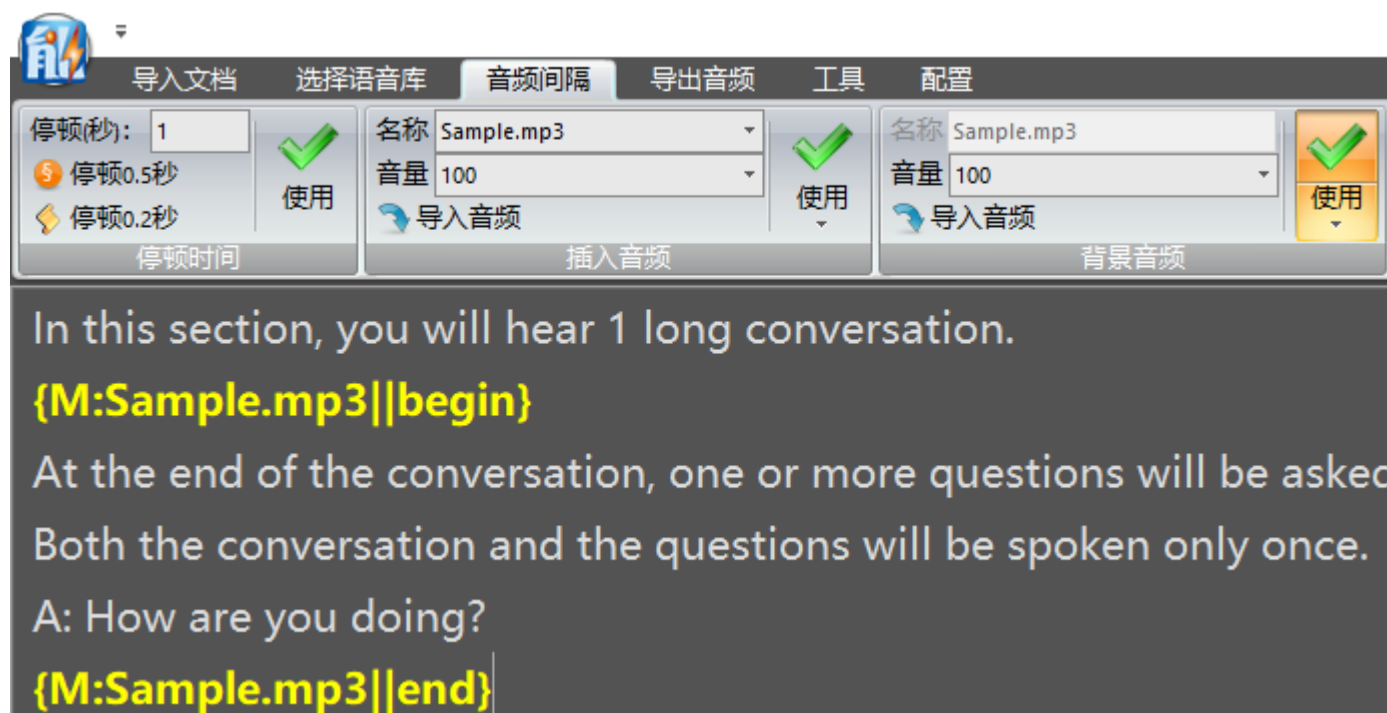 导入文档 选择语音库 音频间隔 导出音频 工具 配置
停顿(秒): 1
停顿0.5秒
停顿0.2秒
使用
停顿时间
名称 Sample.mp3
音量 100
导入音频
使用
插入音频
名称 Sample.mp3
音量 100
导入音频
使用
背景音频
In this section, you will hear 1 long conversation.
{M:Sample.mp3||begin}
At the end of the conversation, one or more questions will be asked
Both the conversation and the questions will be spoken only once.
A: How are you doing?
{M:Sample.mp3||end}